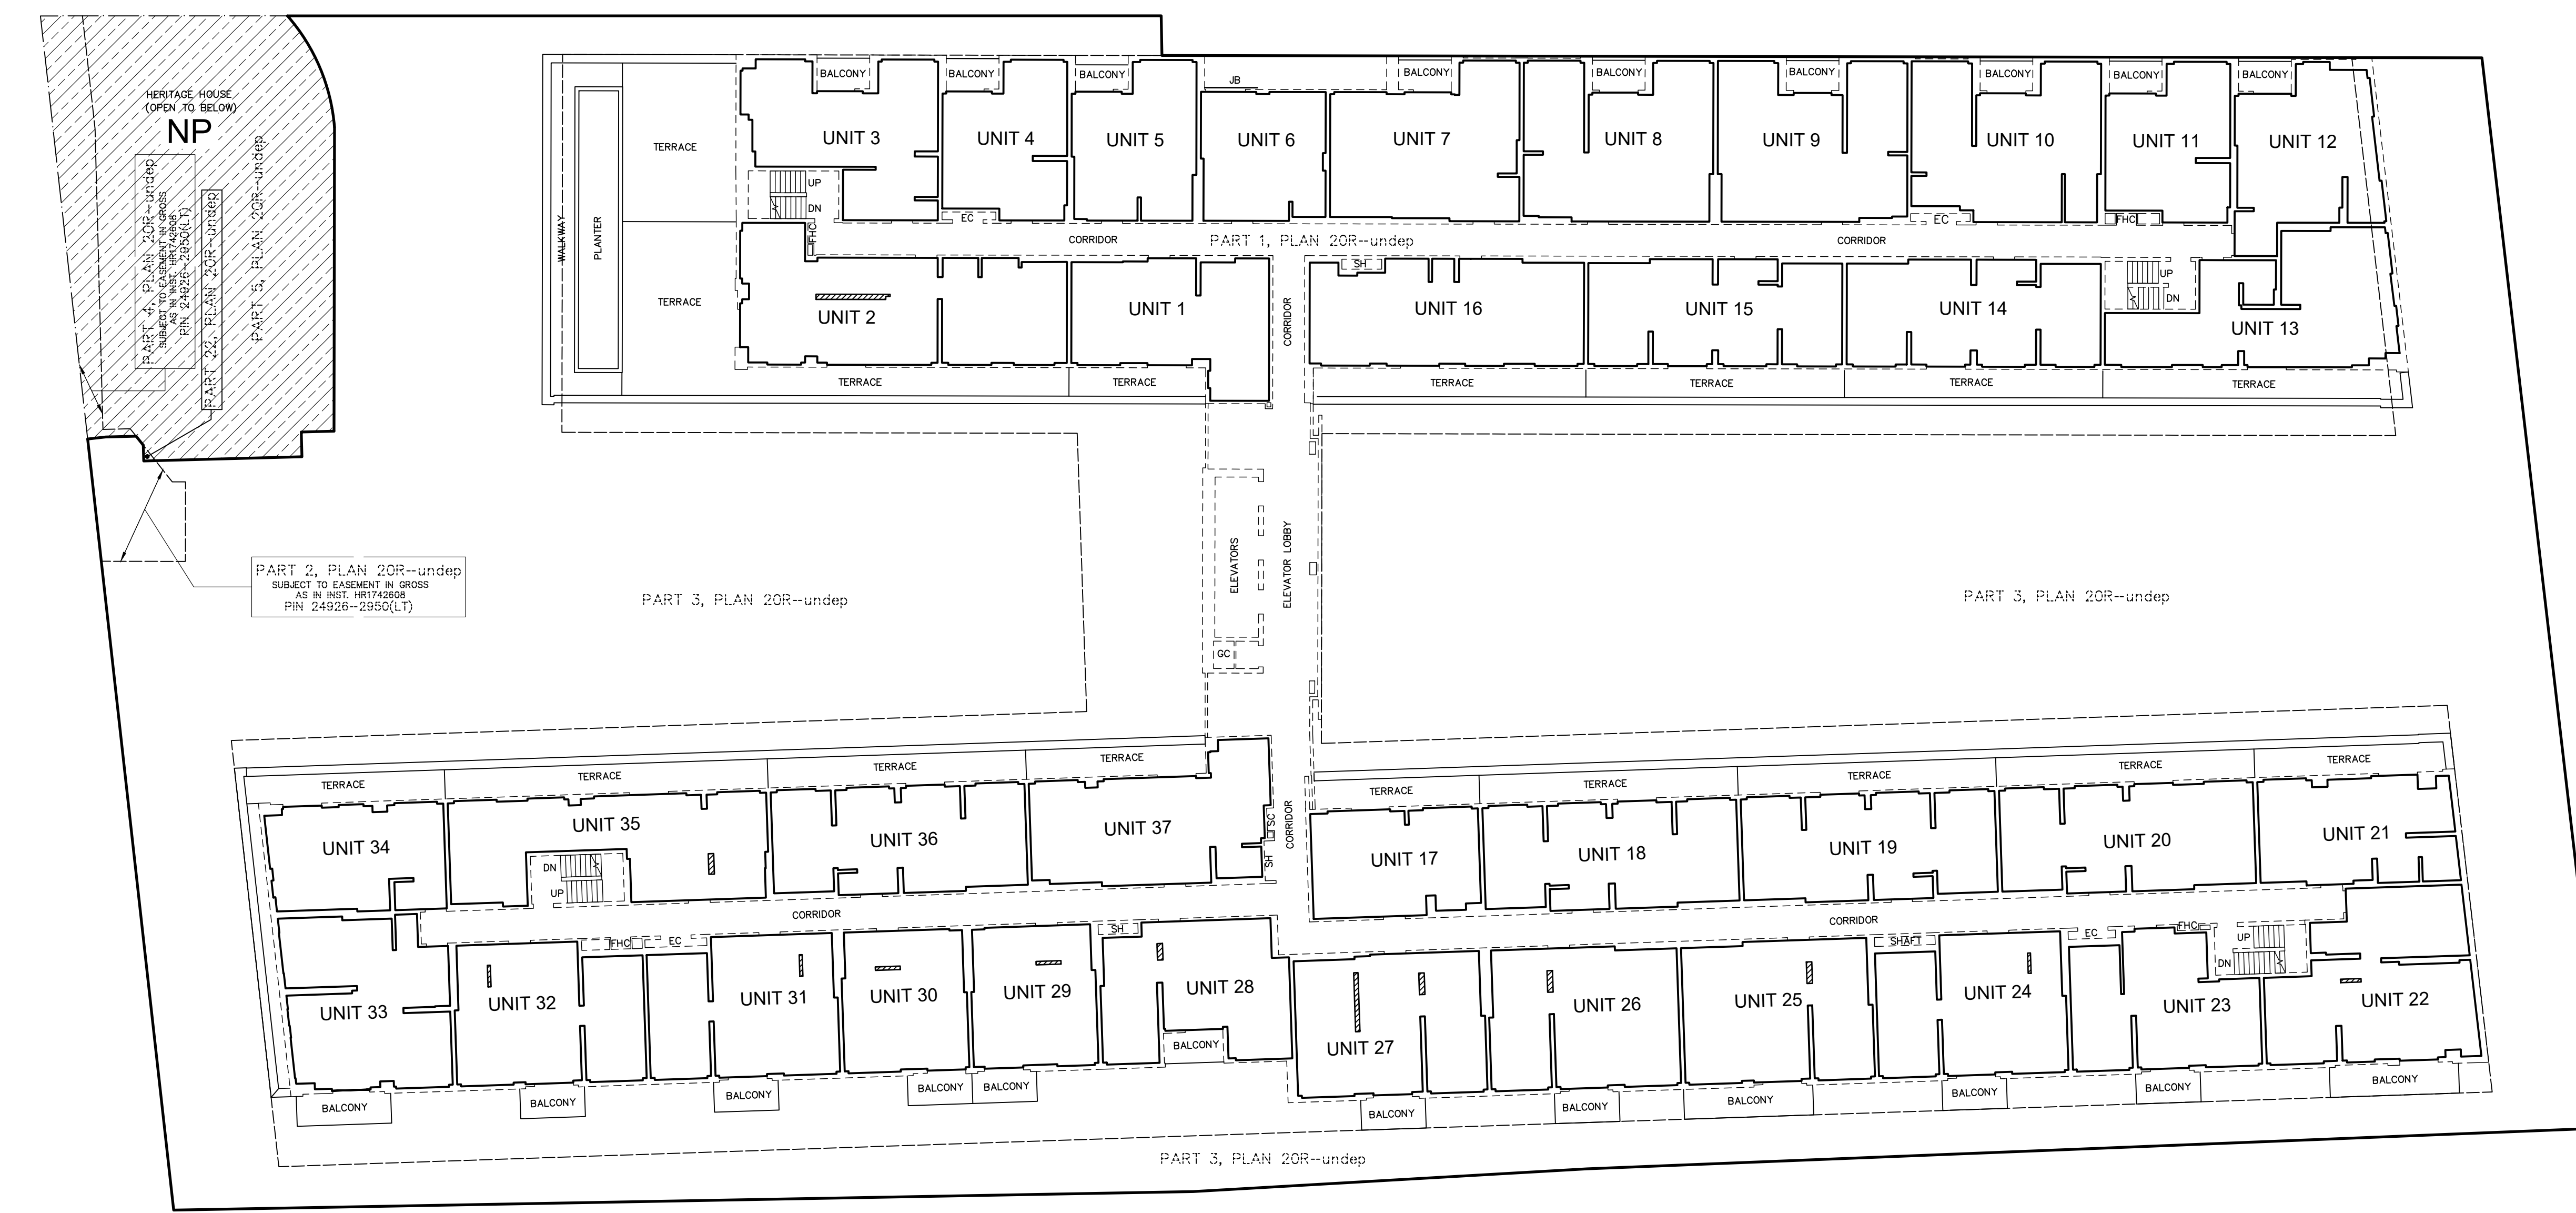 HERITAGE HOUSE
(OPEN TO BELOW)
NP
PART 4, PLAN 20R--undep
SUBJECT TO EASEMENT IN GROSS
AS IN INST. HR1742608
PIN 24926--2950(LT)
PART 22, PLAN 20R--undep
PART 5, PLAN 20R--undep
PART 2, PLAN 20R--undep
SUBJECT TO EASEMENT IN GROSS
AS IN INST. HR1742608
PIN 24926--2950(LT)
WALKWAY
PLANTER
TERRACE
TERRACE
BALCONY
BALCONY
BALCONY
JB
BALCONY
BALCONY
BALCONY
BALCONY
BALCONY
BALCONY
UNIT 3
UNIT 4
UNIT 5
UNIT 6
UNIT 7
UNIT 8
UNIT 9
UNIT 10
UNIT 11
UNIT 12
UP
DN
FHC
EC
EC
FHC
CORRIDOR
PART 1, PLAN 20R--undep
CORRIDOR
SH
UP
DN
UNIT 2
UNIT 1
CORRIDOR
UNIT 16
UNIT 15
UNIT 14
UNIT 13
TERRACE
TERRACE
TERRACE
TERRACE
TERRACE
TERRACE
ELEVATORS
ELEVATOR LOBBY
GC
PART 3, PLAN 20R--undep
PART 3, PLAN 20R--undep
TERRACE
TERRACE
TERRACE
TERRACE
TERRACE
TERRACE
TERRACE
TERRACE
TERRACE
UNIT 34
UNIT 35
UNIT 36
UNIT 37
SC
SH
CORRIDOR
UNIT 17
UNIT 18
UNIT 19
UNIT 20
UNIT 21
DN
UP
CORRIDOR
CORRIDOR
FHC
EC
SH
SHAFT
EC
FHC
UP
DN
UNIT 33
UNIT 32
UNIT 31
UNIT 30
UNIT 29
UNIT 28
UNIT 27
UNIT 26
UNIT 25
UNIT 24
UNIT 23
UNIT 22
BALCONY
BALCONY
BALCONY
BALCONY
BALCONY
BALCONY
BALCONY
BALCONY
BALCONY
BALCONY
BALCONY
BALCONY
PART 3, PLAN 20R--undep